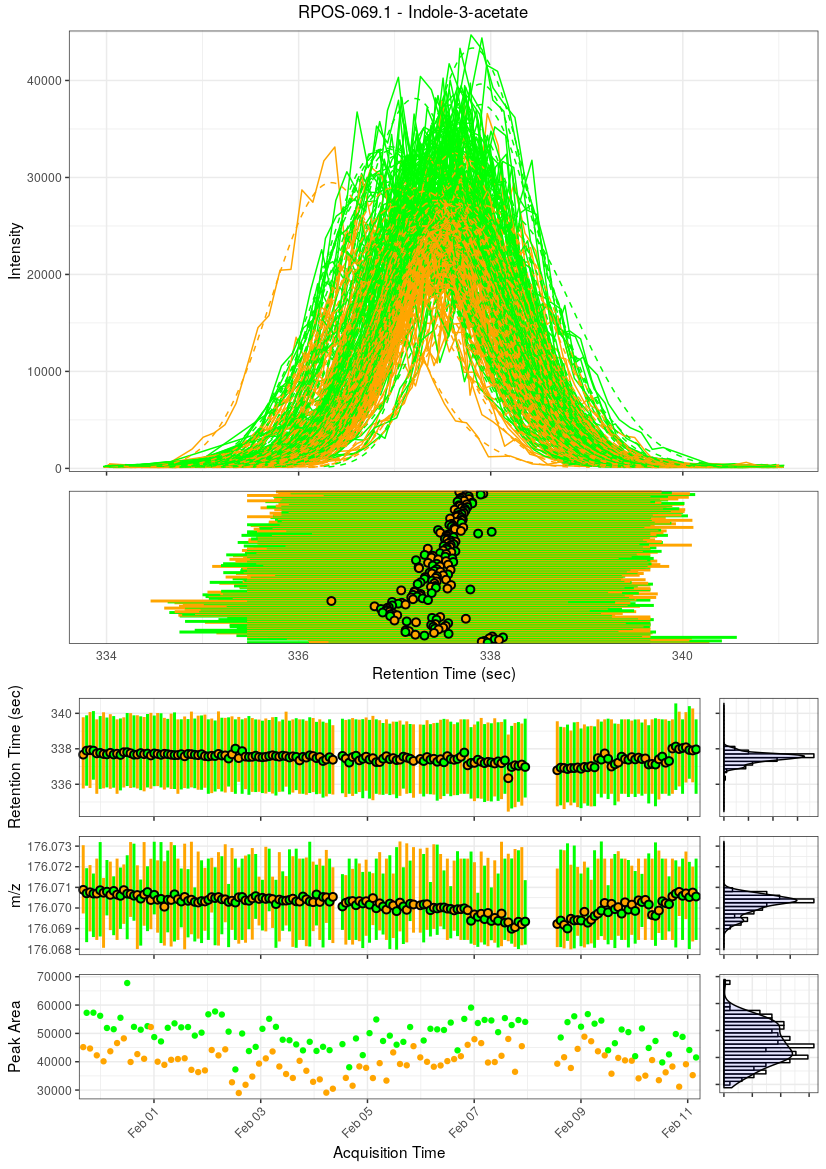 RPOS-069.1 - Indole-3-acetate
Intensity
40000
30000
20000
10000
0
334
336
338
340
Retention Time (sec)
Retention Time (sec)
340
338
336
m/z
176.073
176.072
176.071
176.070
176.069
176.068
Peak Area
70000
60000
50000
40000
30000
Feb 01
Feb 03
Feb 05
Feb 07
Feb 09
Feb 11
Acquisition Time